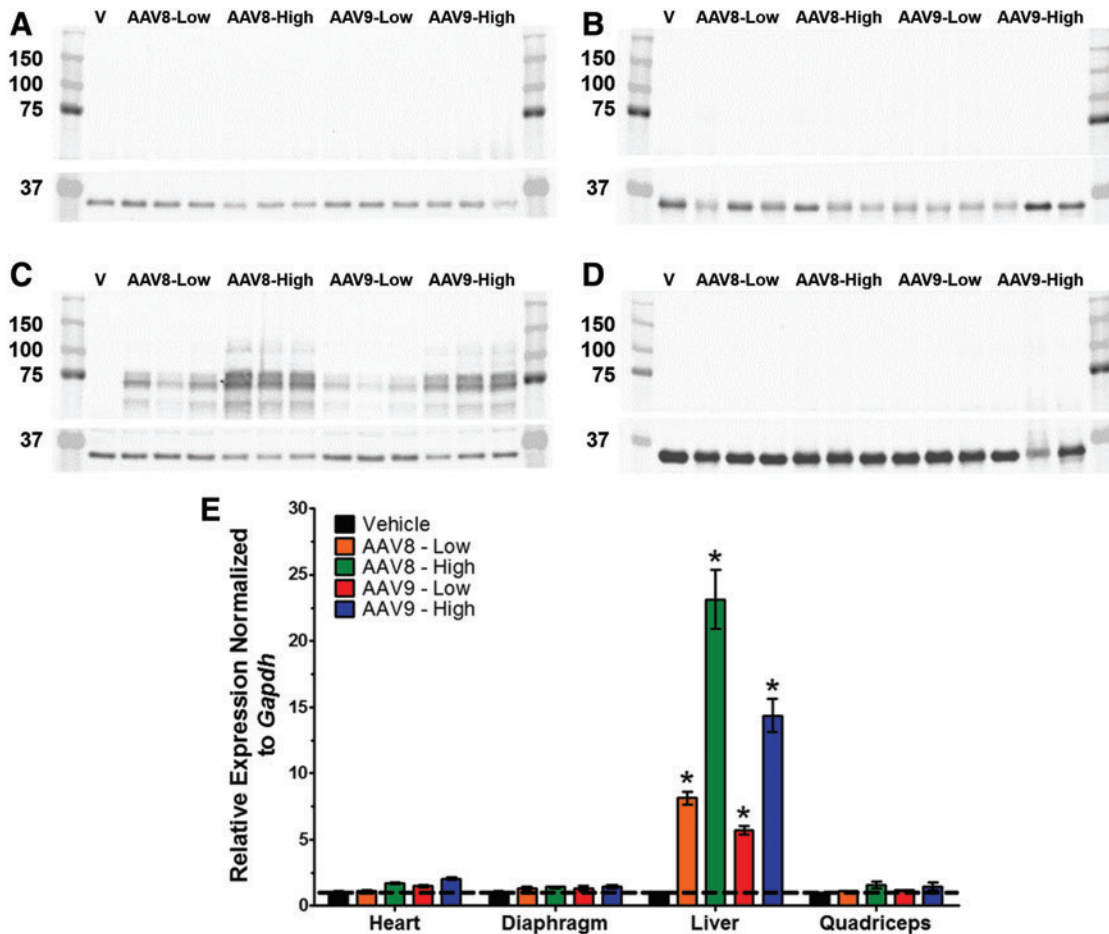 A
V AAV8-Low AAV8-High AAV9-Low AAV9-High
150
100
75
37
B
V AAV8-Low AAV8-High AAV9-Low AAV9-High
150
100
75
37
C
V AAV8-Low AAV8-High AAV9-Low AAV9-High
150
100
75
37
D
V AAV8-Low AAV8-High AAV9-Low AAV9-High
150
100
75
37
E
Relative Expression Normalized
to Gapdh
30
25
20
15
10
5
0
Vehicle
AAV8 - Low
AAV8 - High
AAV9 - Low
AAV9 - High
* * * *
Heart Diaphragm Liver Quadriceps